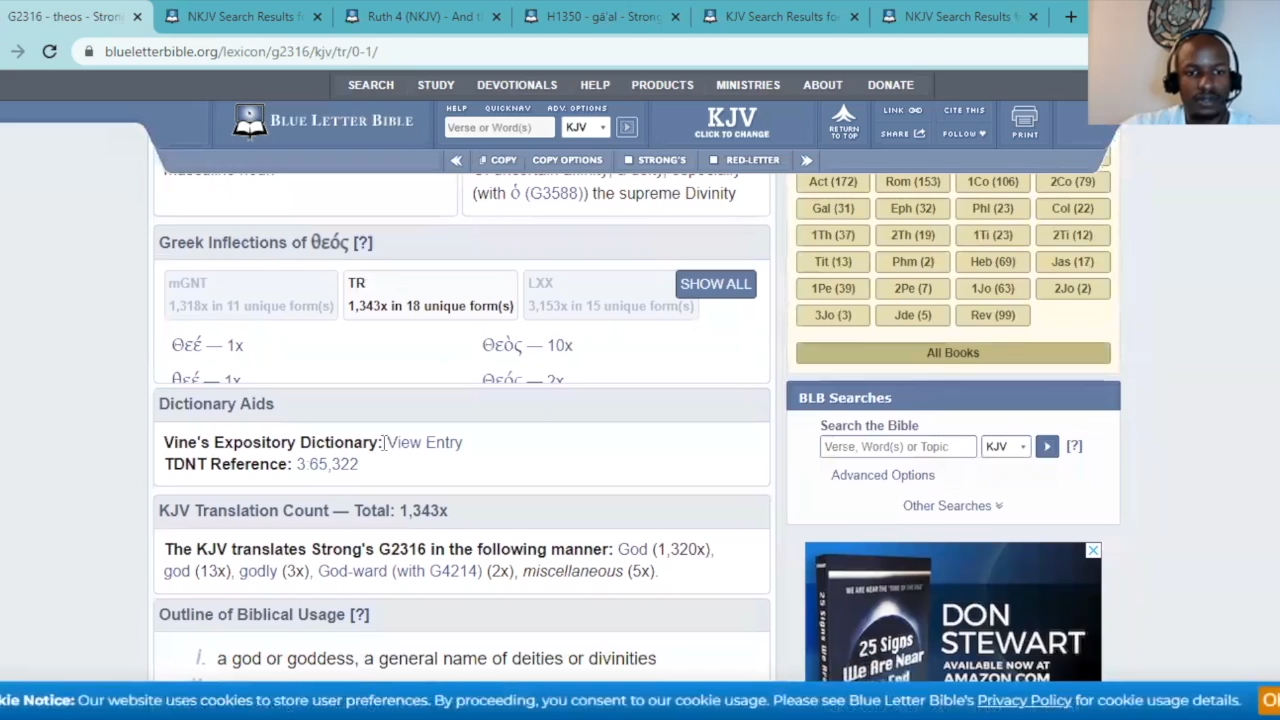 G2316 - theos - Strong
NKJV Search Results f
Ruth 4 (NKJV) - And t
H1350 - gā'al - Strong
KJV Search Results fo
NKJV Search Results
blueletterbible.org/lexicon/g2316/kjv/tr/0-1/
SEARCH STUDY DEVOTIONALS HELP PRODUCTS MINISTRIES ABOUT DONATE
BLUE LETTER BIBLE
HELP QUICKNAV ADV. OPTIONS
Verse or Word(s) KJV
KJV
CLICK TO CHANGE
RETURN
TO TOP
LINK CITE THIS
SHARE FOLLOW
PRINT
COPY COPY OPTIONS STRONG'S RED-LETTER
(with ὁ (G3588)) the supreme Divinity
Greek Inflections of θεός [?]
mGNT
1,318x in 11 unique form(s)
TR
1,343x in 18 unique form(s)
LXX
3,153x in 15 unique form(s)
SHOW ALL
Θεέ — 1x Θεὸς — 10x
θεέ — 1x Θεός — 2x
Dictionary Aids
Vine's Expository Dictionary: View Entry
TDNT Reference: 3:65,322
KJV Translation Count — Total: 1,343x
The KJV translates Strong's G2316 in the following manner: God (1,320x),
god (13x), godly (3x), God-ward (with G4214) (2x), miscellaneous (5x).
Outline of Biblical Usage [?]
i. a god or goddess, a general name of deities or divinities
Act (172) Rom (153) 1Co (106) 2Co (79)
Gal (31) Eph (32) Phl (23) Col (22)
1Th (37) 2Th (19) 1Ti (23) 2Ti (12)
Tit (13) Phm (2) Heb (69) Jas (17)
1Pe (39) 2Pe (7) 1Jo (63) 2Jo (2)
3Jo (3) Jde (5) Rev (99)
All Books
BLB Searches
Search the Bible
Verse, Word(s) or Topic KJV [?]
Advanced Options
Other Searches
25 Signs
We Are Near
DON
STEWART
AVAILABLE NOW AT
AMAZON.COM
kie Notice: Our website uses cookies to store user preferences. By proceeding, you consent to our cookie usage. Please see Blue Letter Bible's Privacy Policy for cookie usage details.